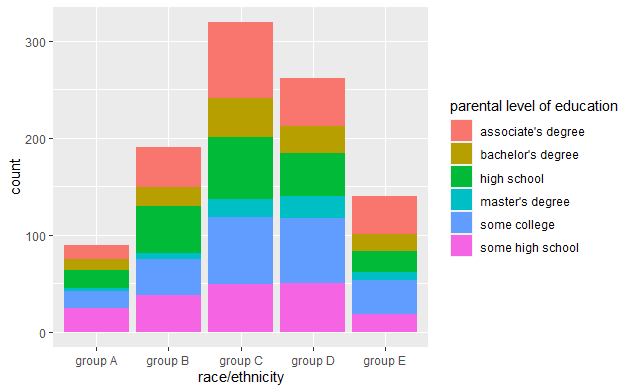 300
200
100
0
count
group A
group B
group C
group D
group E
race/ethnicity
parental level of education
associate's degree
bachelor's degree
high school
master's degree
some college
some high school